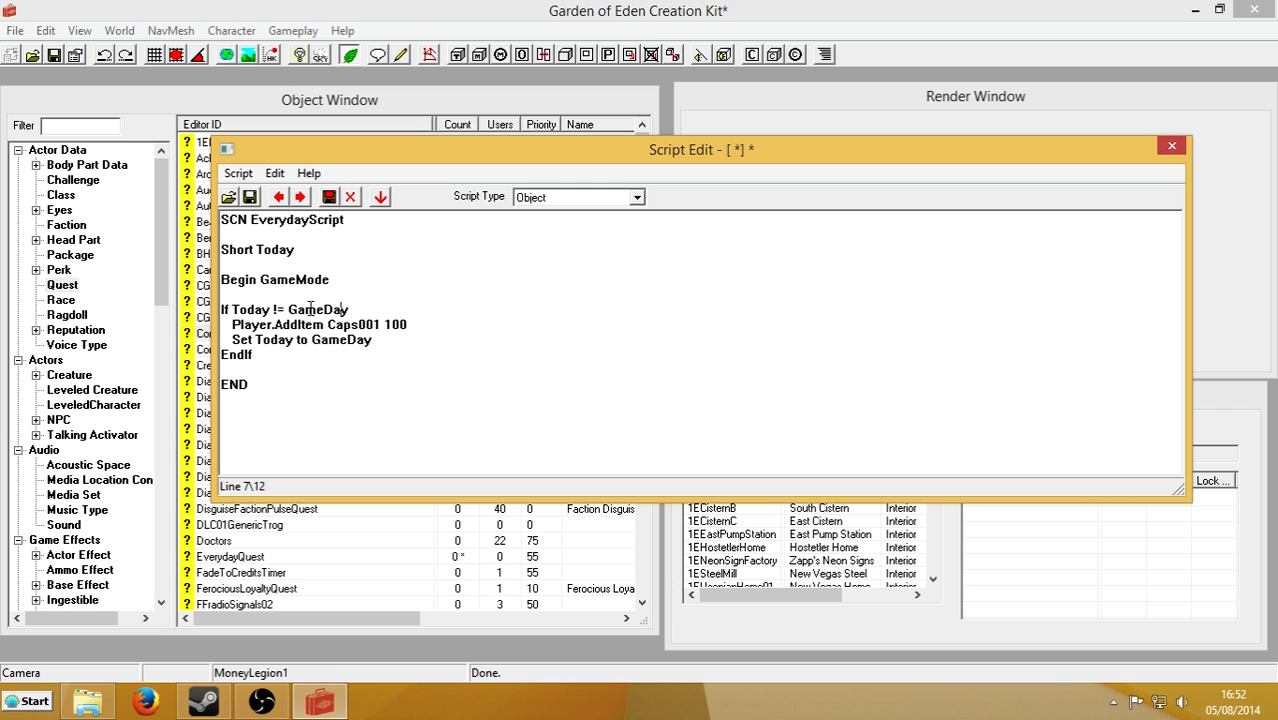 Garden of Eden Creation Kit*
File Edit View World NavMesh Character Gameplay Help
Object Window
Render Window
Filter
Editor ID Count Users Priority Name
Actor Data
Body Part Data
Challenge
Class
Eyes
Faction
Head Part
Package
Perk
Quest
Race
Ragdoll
Reputation
Voice Type
Actors
Creature
Leveled Creature
LeveledCharacter
NPC
Talking Activator
Audio
Acoustic Space
Media Location Con
Media Set
Music Type
Sound
Game Effects
Actor Effect
Ammo Effect
Base Effect
Ingestible
Script Edit - [ *] *
Script Edit Help
Script Type Object
SCN EverydayScript
Short Today
Begin GameMode
If Today != GameDay
Player.AddItem Caps001 100
Set Today to GameDay
EndIf
END
Line 7\12
DisguiseFactionPulseQuest 0 40 0 Faction Disguis
DLC01GenericTrog 0 0 0
Doctors 0 22 75
EverydayQuest 0 * 0 55
FadeToCreditsTimer 0 1 55
FerociousLoyaltyQuest 0 1 10 Ferocious Loya
FFradioSignals02 0 3 50
Lock ...
1ECisternB South Cistern Interior
1ECisternC East Cistern Interior
1EEastPumpStation East Pump Station Interior
1EHostetlerHome Hostetler Home Interior
1ENeonSignFactory Zapp's Neon Signs Interior
1ESteelMill New Vegas Steel Interior
Camera MoneyLegion1 Done.
Start
16:52
05/08/2014